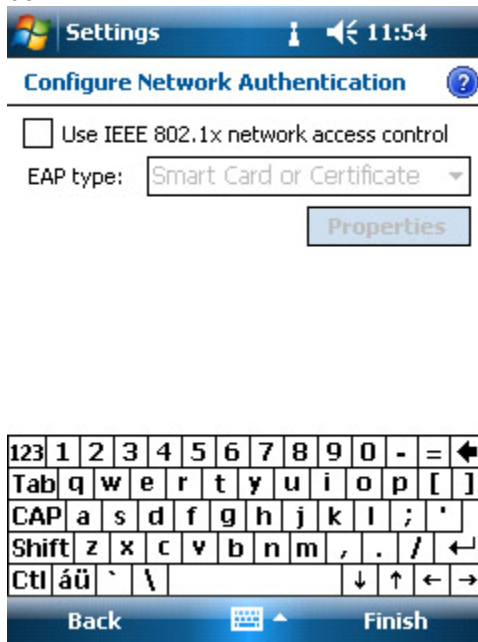 Settings 11:54
Configure Network Authentication ?
Use IEEE 802.1x network access control
EAP type: Smart Card or Certificate
Properties
123 1 2 3 4 5 6 7 8 9 0 - =
Tab q w e r t y u i o p [ ]
CAP a s d f g h j k l ; '
Shift z x c v b n m , . /
Ctl áü ` \ ↓ ↑ ← →
Back Finish